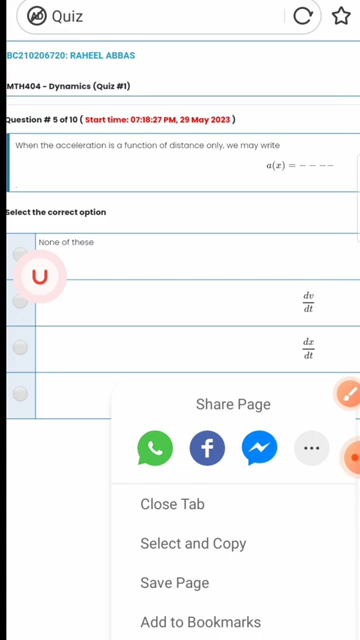 Quiz
BC210206720: RAHEEL ABBAS
MTH404 - Dynamics (Quiz #1)
Question # 5 of 10 ( Start time: 07:18:27 PM, 29 May 2023 )
When the acceleration is a function of distance only, we may write
a(x) = − − − −
.
Select the correct option
None of these
U
dv
dt
dx
dt
Share Page
Close Tab
Select and Copy
Save Page
Add to Bookmarks